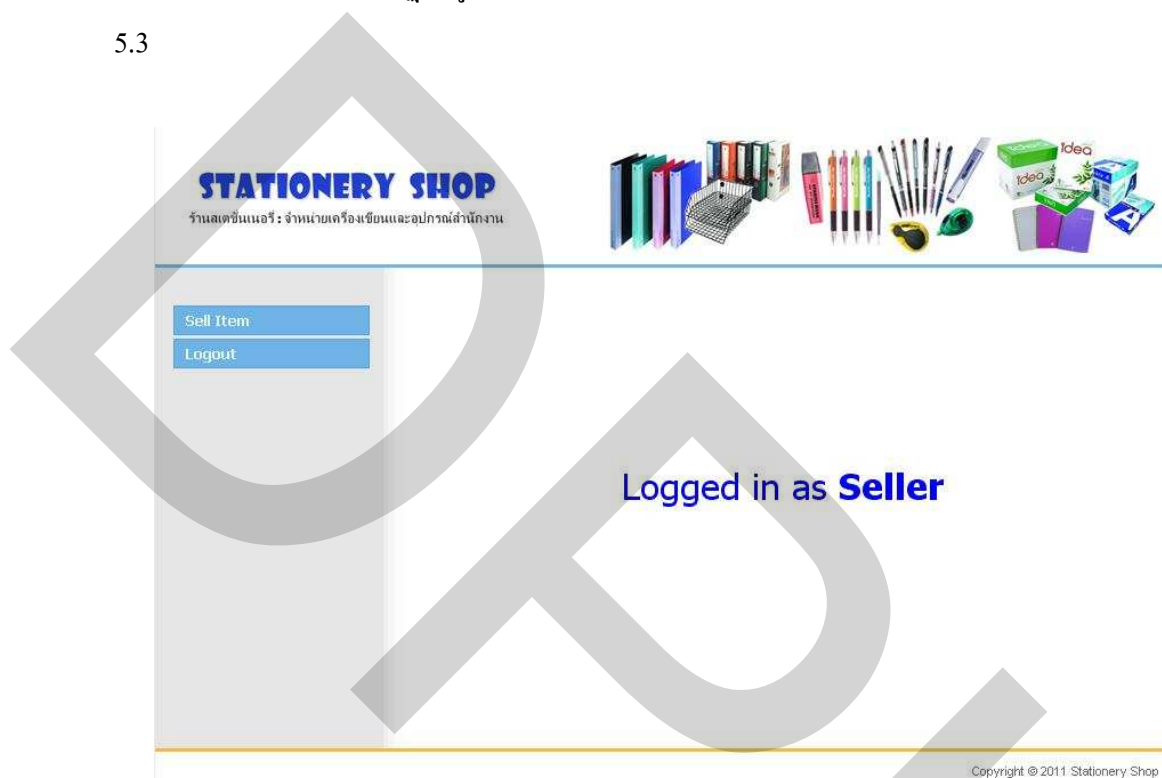 5.3
STATIONERY SHOP
ร้านสเตชั่นเนอรี่ : จำหน่ายเครื่องเขียนและอุปกรณ์สำนักงาน
Idea
Idea
A
Sell Item
Logout
Logged in as Seller
Copyright © 2011 Stationery Shop